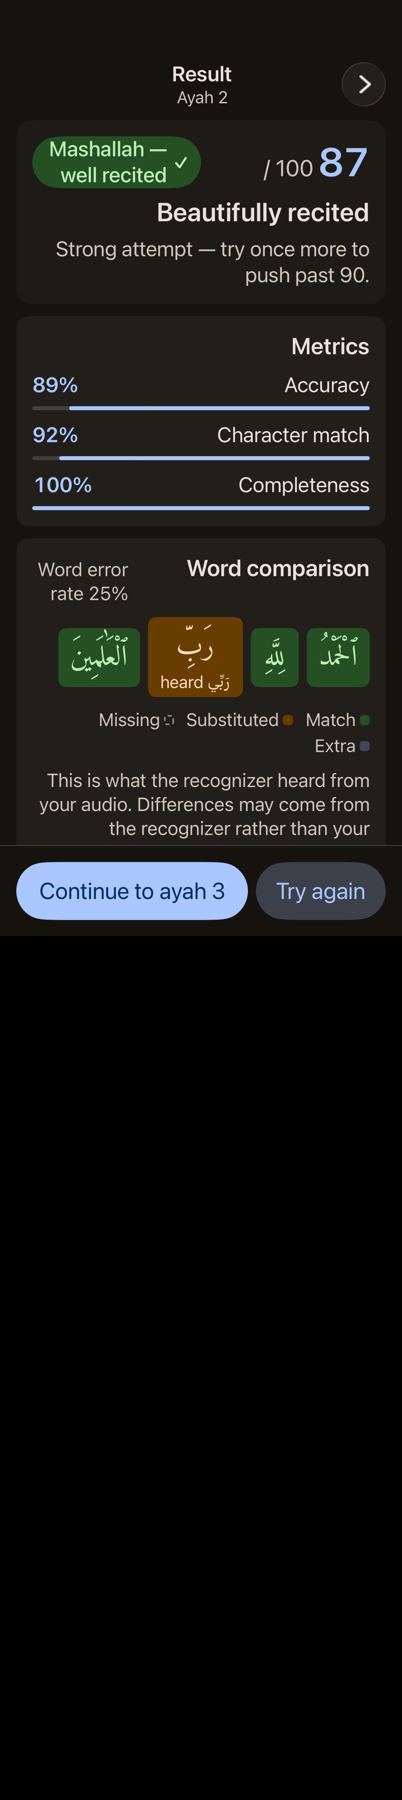 Result
Ayah 2
Mashallah —
well recited
/ 100 87
Beautifully recited
Strong attempt — try once more to
push past 90.
Metrics
89% Accuracy
92% Character match
100% Completeness
Word comparison
Word error
rate 25%
ٱلْحَمْدُ لِلَّهِ رَبِّ ٱلْعَٰلَمِينَ
heard رَبِّي
Missing Substituted Match
Extra
This is what the recognizer heard from
your audio. Differences may come from
the recognizer rather than your
Continue to ayah 3 Try again